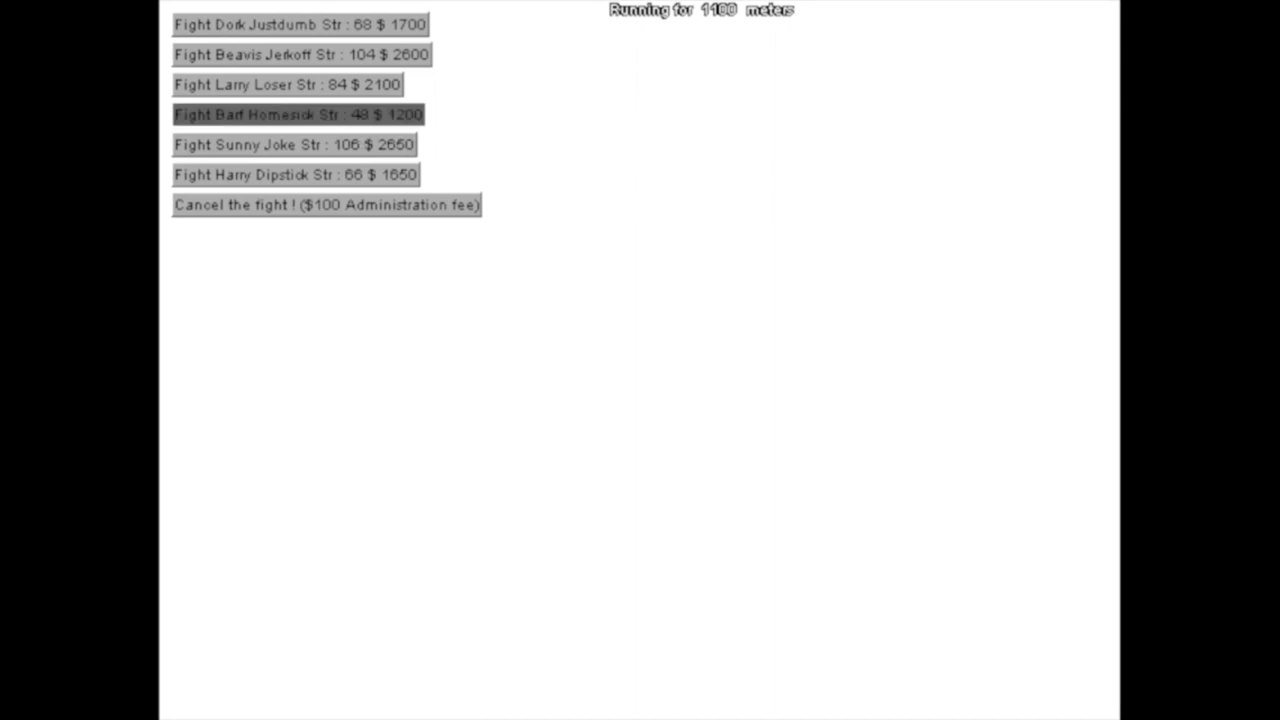 Running for 1100 meters
Fight Dork Justdumb Str : 68 $ 1700
Fight Beavis Jerkoff Str : 104 $ 2600
Fight Larry Loser Str : 84 $ 2100
Fight Barf Homesick Str : 48 $ 1200
Fight Sunny Joke Str : 106 $ 2650
Fight Harry Dipstick Str : 66 $ 1650
Cancel the fight ! ($100 Administration fee)